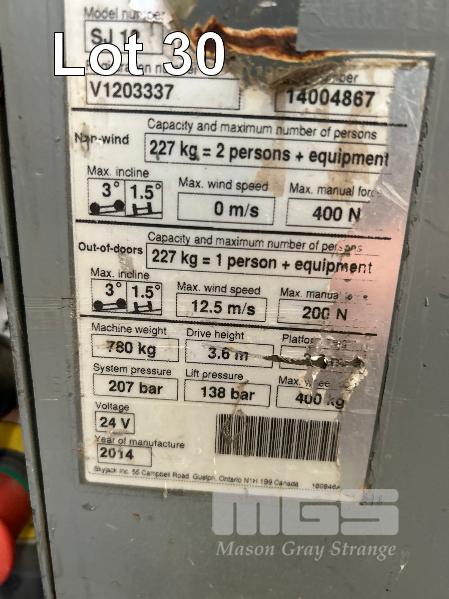 Model number
Lot 30
SJ
V1203337
14004867
Non-wind
Capacity and maximum number of persons
227 kg = 2 persons + equipment
Max. incline
Max. wind speed
Max. manual force
3° 1.5°
0 m/s
400 N
Out-of-doors
Capacity and maximum number of persons
227 kg = 1 person + equipment
Max. incline
Max. wind speed
Max. manual
3° 1.5°
12.5 m/s
200 N
Machine weight
Drive height
780 kg
3.6 m
System pressure
Lift pressure
Max.
207 bar
138 bar
400 kg
Voltage
24 V
Year of manufacture
2014
Skyjack Inc. 55 Campbell Road, Guelph, Ontario N1H 1B9 Canada
MGS
Mason Gray Strange